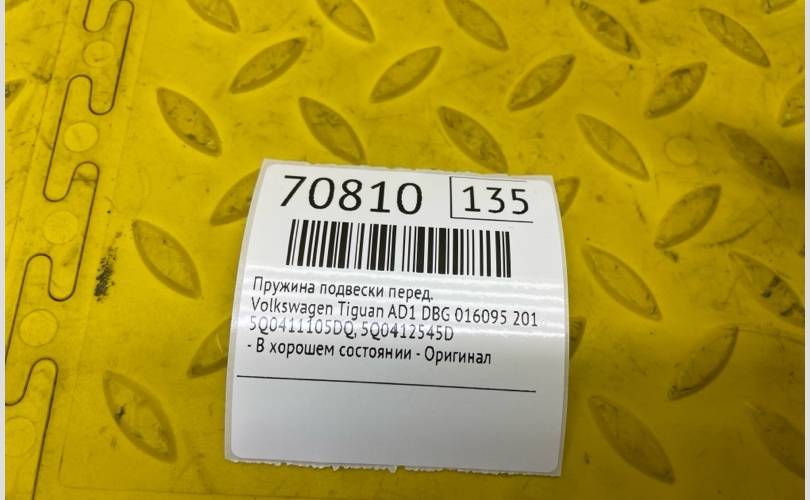 70810 135
Пружина подвески перед.
Volkswagen Tiguan AD1 DBG 016095 201
5Q0411105DQ, 5Q0412545D
- В хорошем состоянии - Оригинал